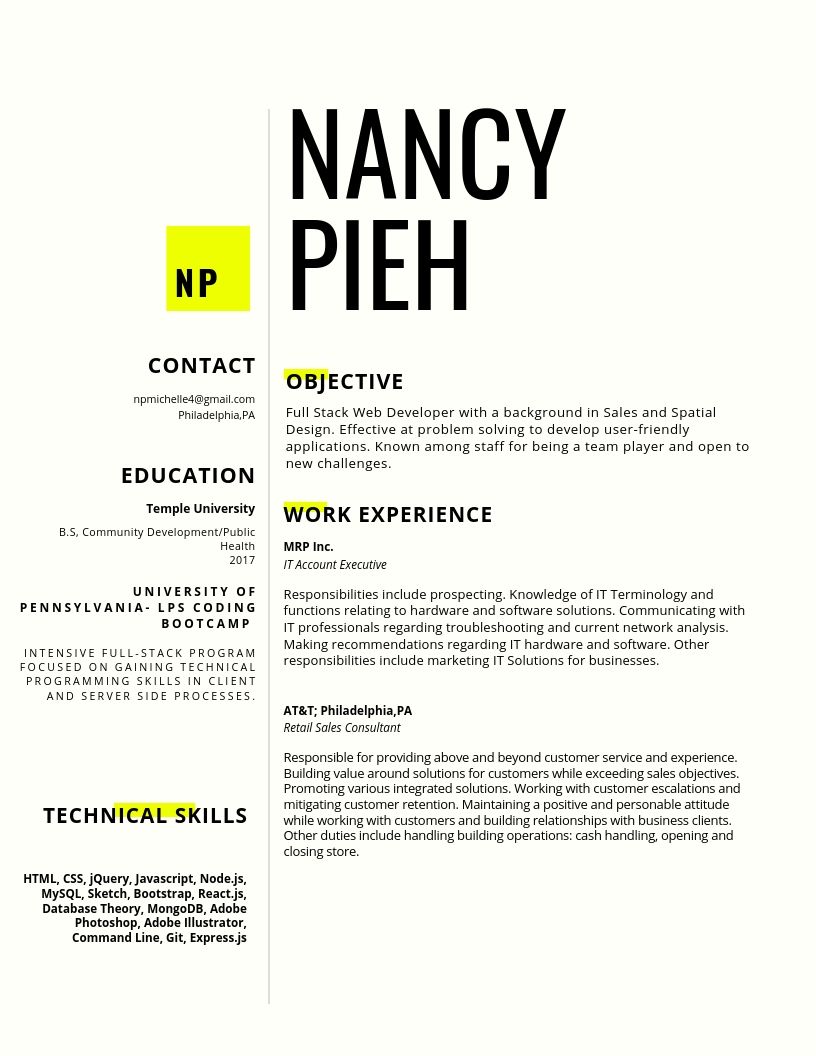 NANCY
PIEH
NP
CONTACT
npmichelle4@gmail.com
Philadelphia,PA
EDUCATION
Temple University
B.S, Community Development/Public
Health
2017
UNIVERSITY OF
PENNSYLVANIA- LPS CODING
BOOTCAMP
INTENSIVE FULL-STACK PROGRAM
FOCUSED ON GAINING TECHNICAL
PROGRAMMING SKILLS IN CLIENT
AND SERVER SIDE PROCESSES.
TECHNICAL SKILLS
HTML, CSS, jQuery, Javascript, Node.js,
MySQL, Sketch, Bootstrap, React.js,
Database Theory, MongoDB, Adobe
Photoshop, Adobe Illustrator,
Command Line, Git, Express.js
OBJECTIVE
Full Stack Web Developer with a background in Sales and Spatial
Design. Effective at problem solving to develop user-friendly
applications. Known among staff for being a team player and open to
new challenges.
WORK EXPERIENCE
MRP Inc.
IT Account Executive
Responsibilities include prospecting. Knowledge of IT Terminology and
functions relating to hardware and software solutions. Communicating with
IT professionals regarding troubleshooting and current network analysis.
Making recommendations regarding IT hardware and software. Other
responsibilities include marketing IT Solutions for businesses.
AT&T; Philadelphia,PA
Retail Sales Consultant
Responsible for providing above and beyond customer service and experience.
Building value around solutions for customers while exceeding sales objectives.
Promoting various integrated solutions. Working with customer escalations and
mitigating customer retention. Maintaining a positive and personable attitude
while working with customers and building relationships with business clients.
Other duties include handling building operations: cash handling, opening and
closing store.